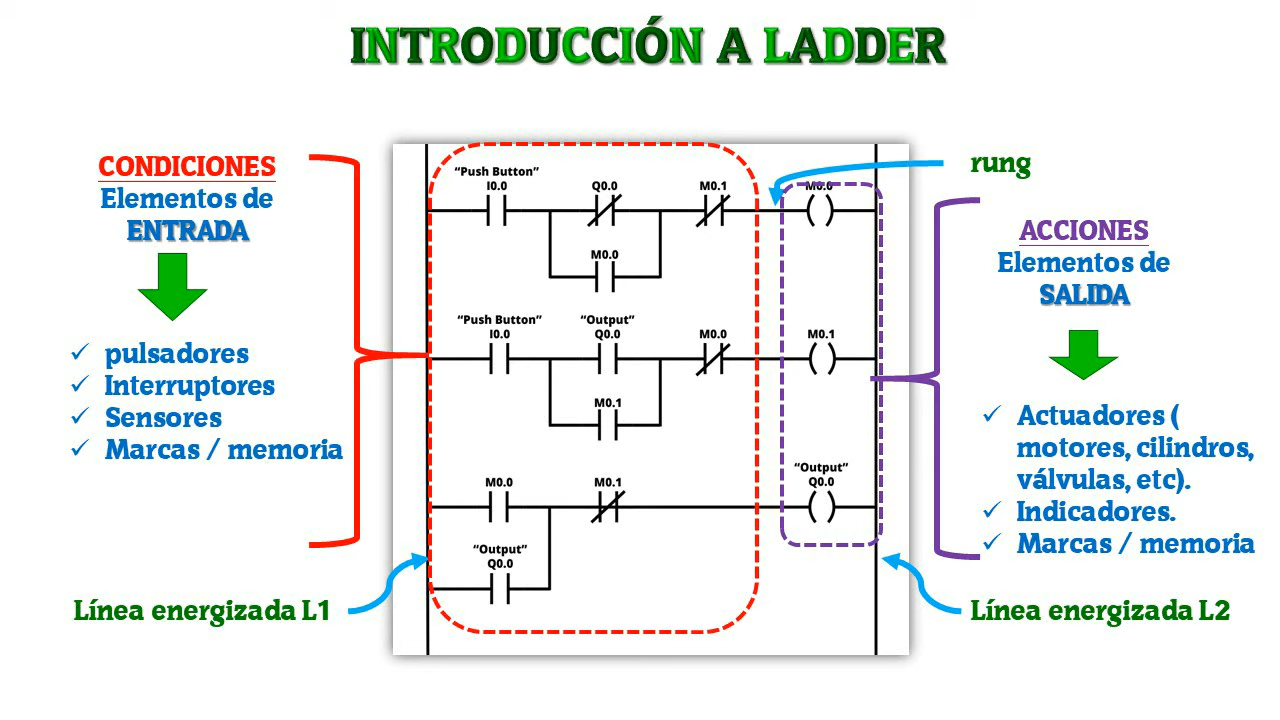 INTRODUCCIÓN A LADDER
CONDICIONES
Elementos de
ENTRADA
pulsadores
Interruptores
Sensores
Marcas / memoria
Línea energizada L1
“Push Button”
I0.0
Q0.0
M0.1
M0.0
M0.0
“Push Button”
I0.0
“Output”
Q0.0
M0.0
M0.1
M0.1
M0.0
M0.1
“Output”
Q0.0
“Output”
Q0.0
rung
ACCIONES
Elementos de
SALIDA
Actuadores (
motores, cilindros,
válvulas, etc).
Indicadores.
Marcas / memoria
Línea energizada L2